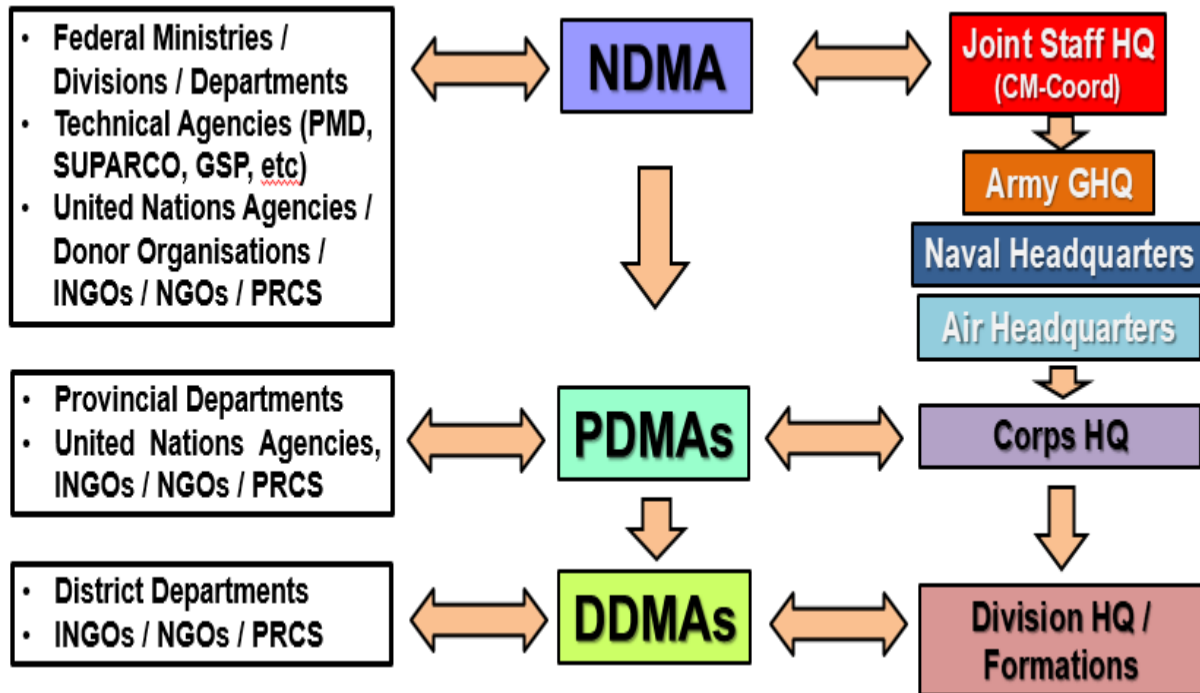 • Federal Ministries /
Divisions / Departments
• Technical Agencies (PMD,
SUPARCO, GSP, etc)
• United Nations Agencies /
Donor Organisations /
INGOs / NGOs / PRCS
NDMA
Joint Staff HQ
(CM-Coord)
Army GHQ
Naval Headquarters
Air Headquarters
• Provincial Departments
• United Nations Agencies,
INGOs / NGOs / PRCS
PDMAs
Corps HQ
• District Departments
• INGOs / NGOs / PRCS
DDMAs
Division HQ /
Formations